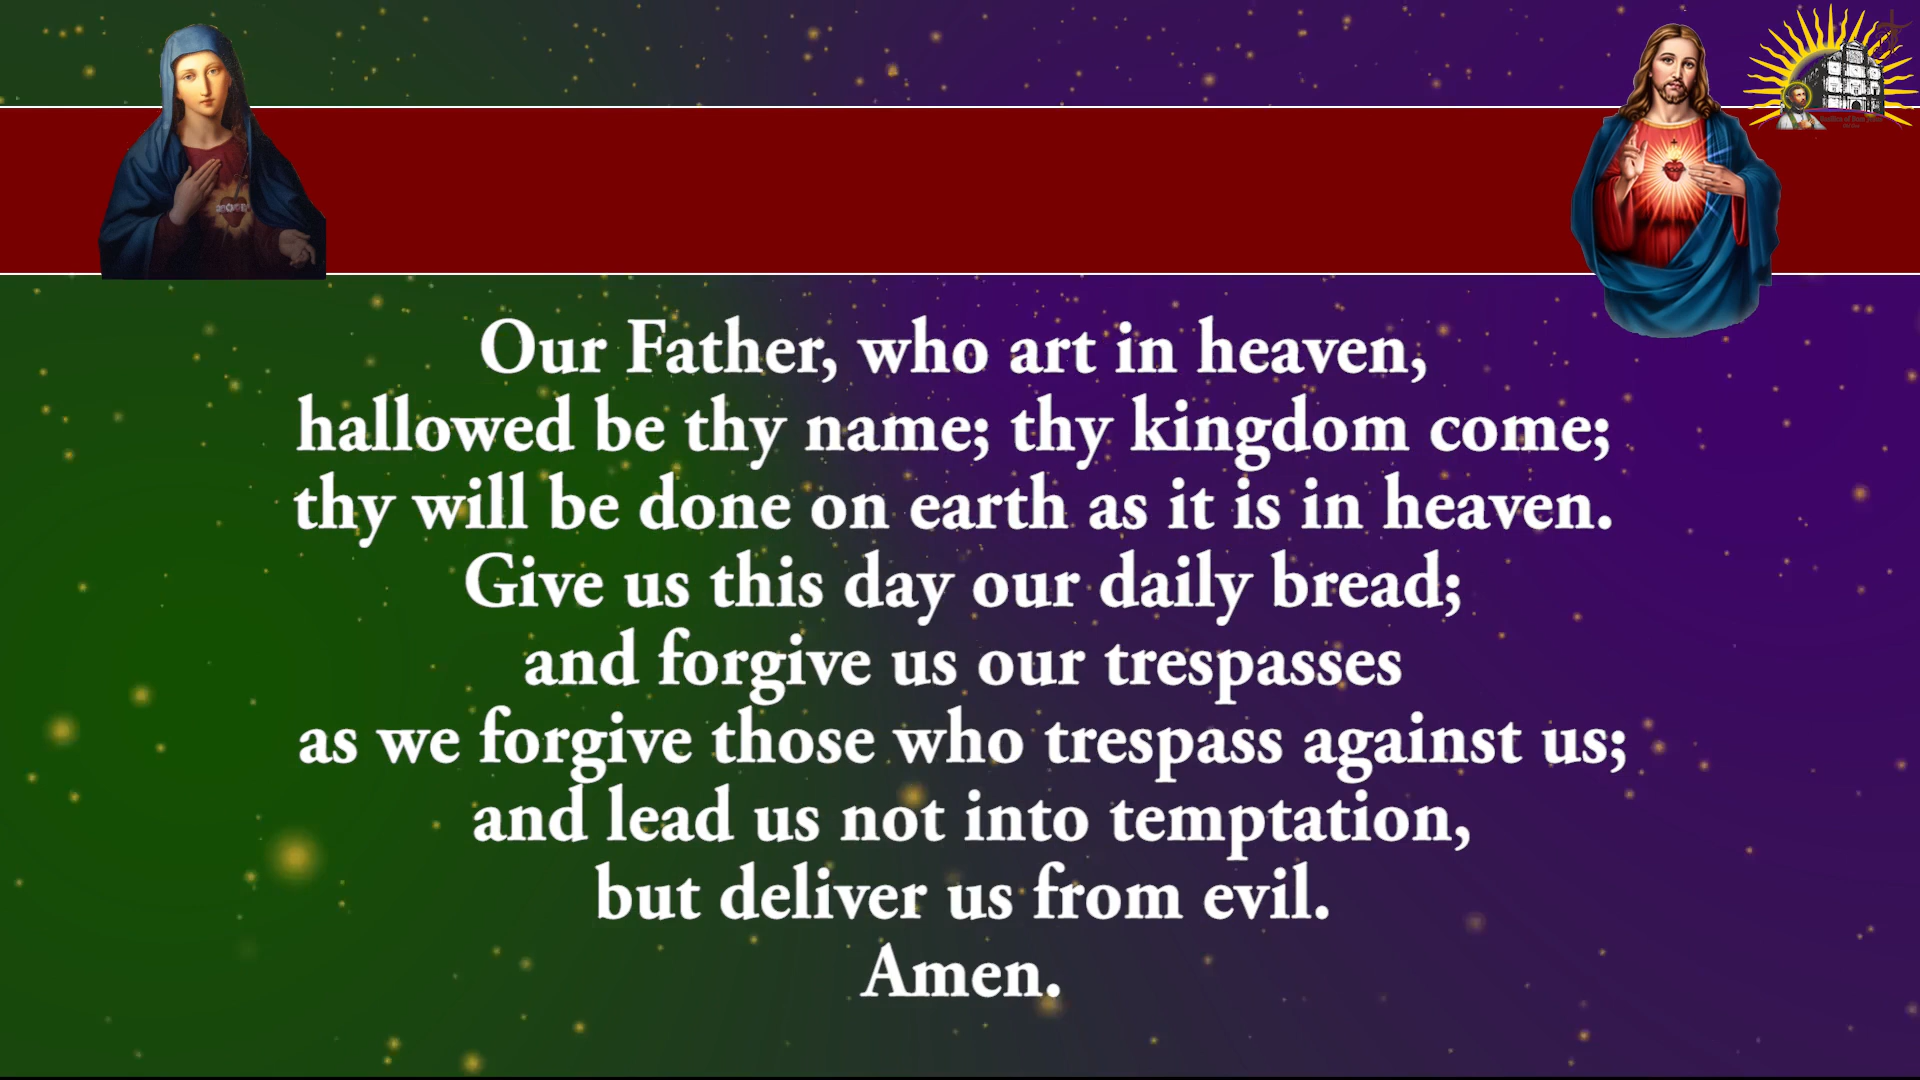 Our Father, who art in heaven,
hallowed be thy name; thy kingdom come;
thy will be done on earth as it is in heaven.
Give us this day our daily bread;
and forgive us our trespasses
as we forgive those who trespass against us;
and lead us not into temptation,
but deliver us from evil.
Amen.